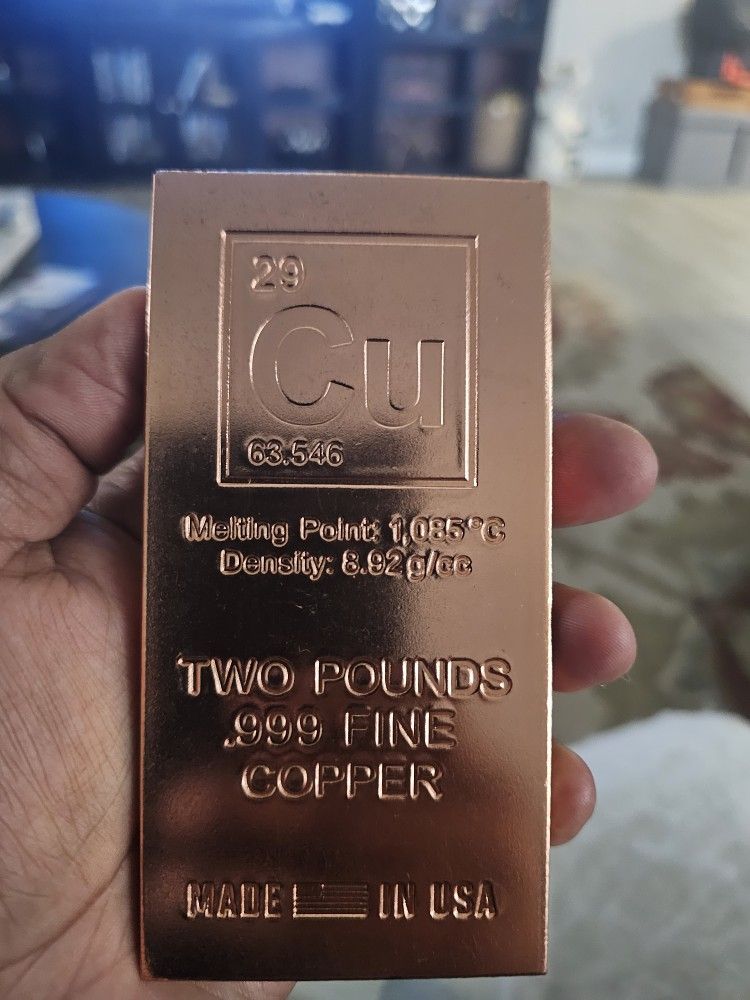 29
Cu
63.546
Melting Point: 1,085°C
Density: 8.92g/cc
TWO POUNDS
.999 FINE
COPPER
MADE IN USA